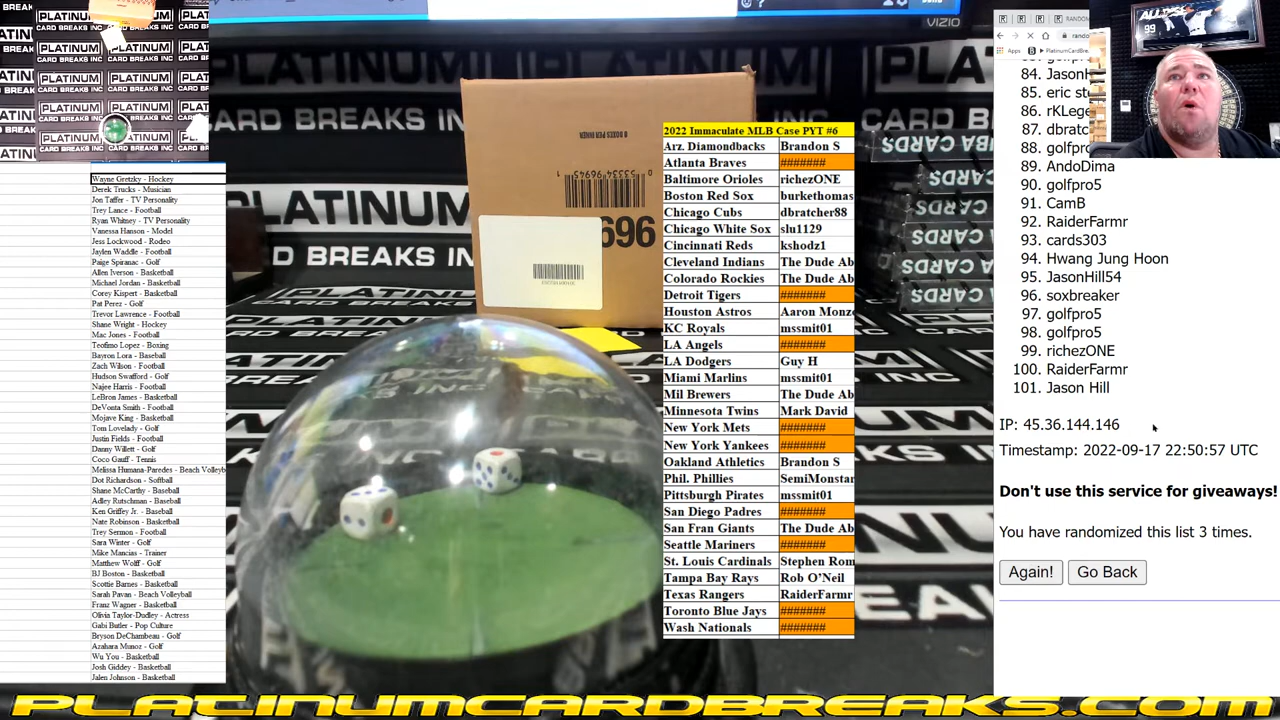 Wayne Gretzky - Hockey
Derek Trucks - Musician
Jon Taffer - TV Personality
Trey Lance - Football
Ryan Whitney - TV Personality
Vanessa Hanson - Model
Jess Lockwood - Rodeo
Jaylen Waddle - Football
Paige Spiranac - Golf
Allen Iverson - Basketball
Michael Jordan - Basketball
Corey Kispert - Basketball
Pat Perez - Golf
Trevor Lawrence - Football
Shane Wright - Hockey
Mac Jones - Football
Teofimo Lopez - Boxing
Bayron Lora - Baseball
Zach Wilson - Football
Hudson Swafford - Golf
Najee Harris - Football
LeBron James - Basketball
DeVonta Smith - Football
Mojave King - Basketball
Tom Lovelady - Golf
Justin Fields - Football
Danny Willett - Golf
Coco Gauff - Tennis
Melissa Humana-Paredes - Beach Volleyb
Dot Richardson - Softball
Shane McCarthy - Baseball
Adley Rutschman - Baseball
Ken Griffey Jr. - Baseball
Nate Robinson - Basketball
Trey Sermon - Football
Sara Winter - Golf
Mike Mancias - Trainer
Matthew Wolff - Golf
BJ Boston - Basketball
Scottie Barnes - Basketball
Sarah Pavan - Beach Volleyball
Franz Wagner - Basketball
Olivia Taylor-Dudley - Actress
Gabi Butler - Pop Culture
Bryson DeChambeau - Golf
Azahara Munoz - Golf
Wu You - Basketball
Josh Giddey - Basketball
Jalen Johnson - Basketball
PLATINUM
CARD BREAKS INC
VIZIO
696
2022 Immaculate MLB Case PYT #6
Arz. Diamondbacks Brandon S
Atlanta Braves #######
Baltimore Orioles richezONE
Boston Red Sox burkethomas
Chicago Cubs dbratcher88
Chicago White Sox slu1129
Cincinnati Reds kshodz1
Cleveland Indians The Dude Ab
Colorado Rockies The Dude Ab
Detroit Tigers #######
Houston Astros Aaron Monzo
KC Royals mssmit01
LA Angels #######
LA Dodgers Guy H
Miami Marlins mssmit01
Mil Brewers The Dude Ab
Minnesota Twins Mark David
New York Mets #######
New York Yankees #######
Oakland Athletics Brandon S
Phil. Phillies SemiMonstar
Pittsburgh Pirates mssmit01
San Diego Padres #######
San Fran Giants The Dude Ab
Seattle Mariners #######
St. Louis Cardinals Stephen Rom
Tampa Bay Rays Rob O'Neil
Texas Rangers RaiderFarmr
Toronto Blue Jays #######
Wash Nationals #######
Apps PlatinumCardBre
84. JasonH
85. eric st
86. rKLege
87. dbratc
88. golfpro
89. AndoDima
90. golfpro5
91. CamB
92. RaiderFarmr
93. cards303
94. Hwang Jung Hoon
95. JasonHill54
96. soxbreaker
97. golfpro5
98. golfpro5
99. richezONE
100. RaiderFarmr
101. Jason Hill
IP: 45.36.144.146
Timestamp: 2022-09-17 22:50:57 UTC
Don't use this service for giveaways!
You have randomized this list 3 times.
Again! Go Back
PLATINUMCARDBREAKS.COM